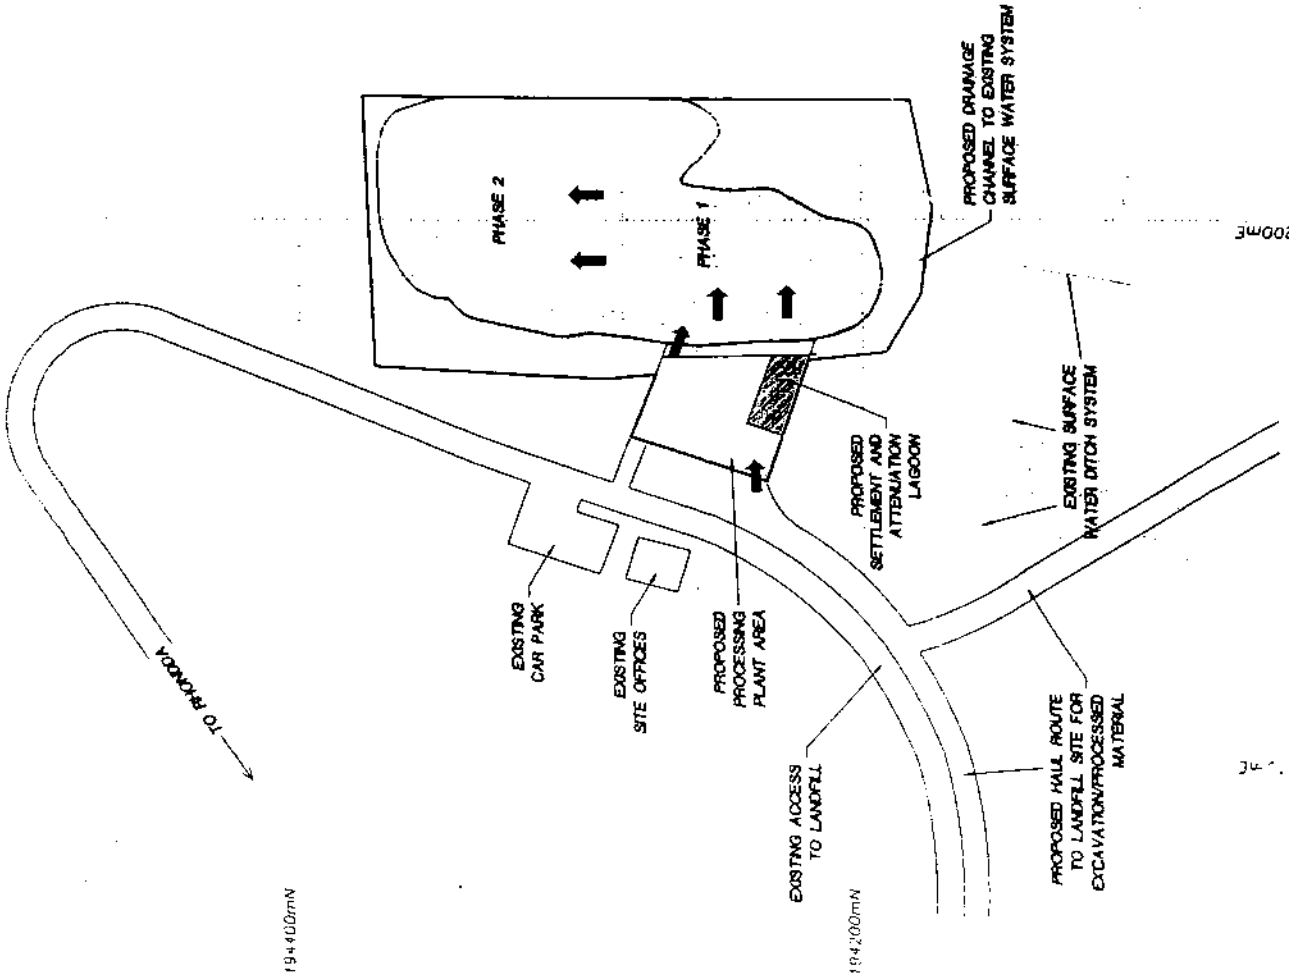 TO RHONDDA
PHASE 2
PHASE 1
PROPOSED DRAINAGE
CHANNEL TO EXISTING
SURFACE WATER SYSTEM
EXISTING
CAR PARK
EXISTING
SITE OFFICES
PROPOSED
PROCESSING
PLANT AREA
PROPOSED
SETTLEMENT AND
ATTENUATION
LAGOON
EXISTING SURFACE
WATER DITCH SYSTEM
EXISTING ACCESS
TO LANDFILL
PROPOSED HAUL ROUTE
TO LANDFILL SITE FOR
EXCAVATION/PROCESSED
MATERIAL
194400mN
194200mN